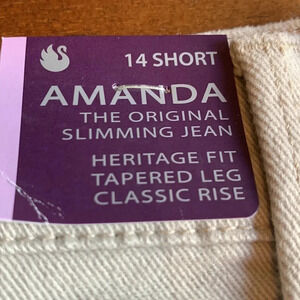 14 SHORT
AMANDA
THE ORIGINAL
SLIMMING JEAN
HERITAGE FIT
TAPERED LEG
CLASSIC RISE